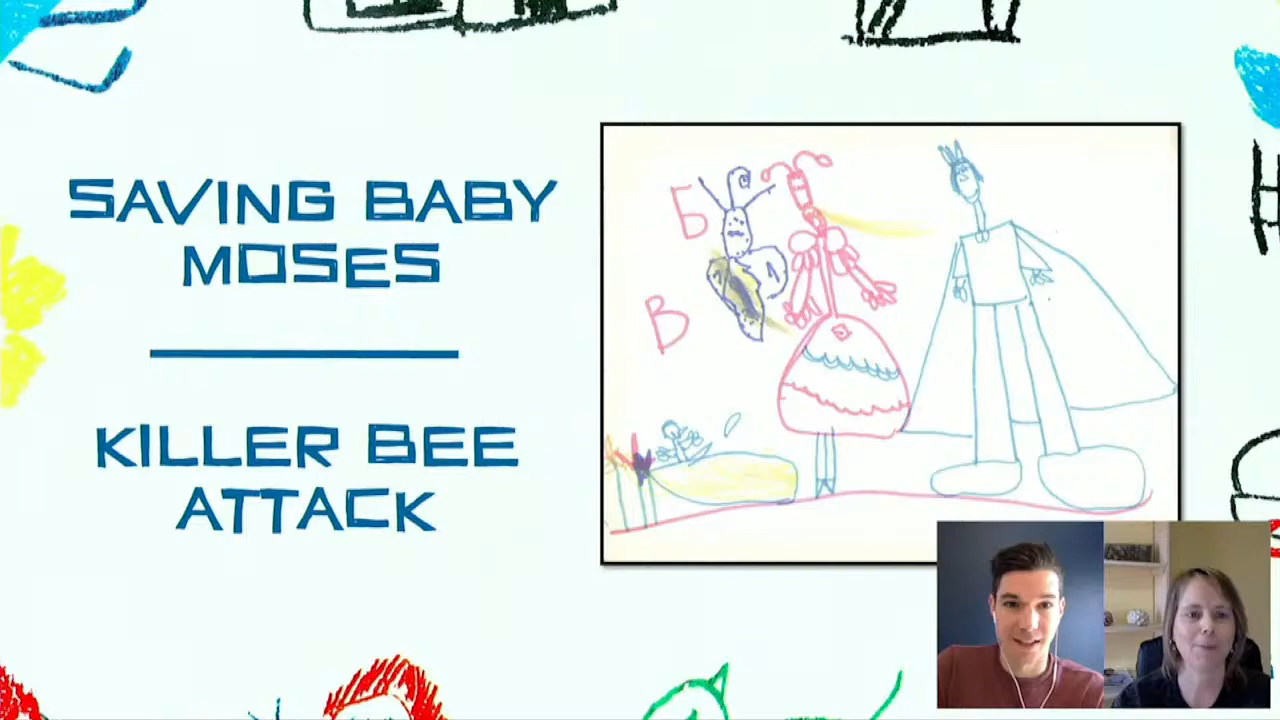 SAVING BABY
MOSES
KILLER BEE
ATTACK
Б
В